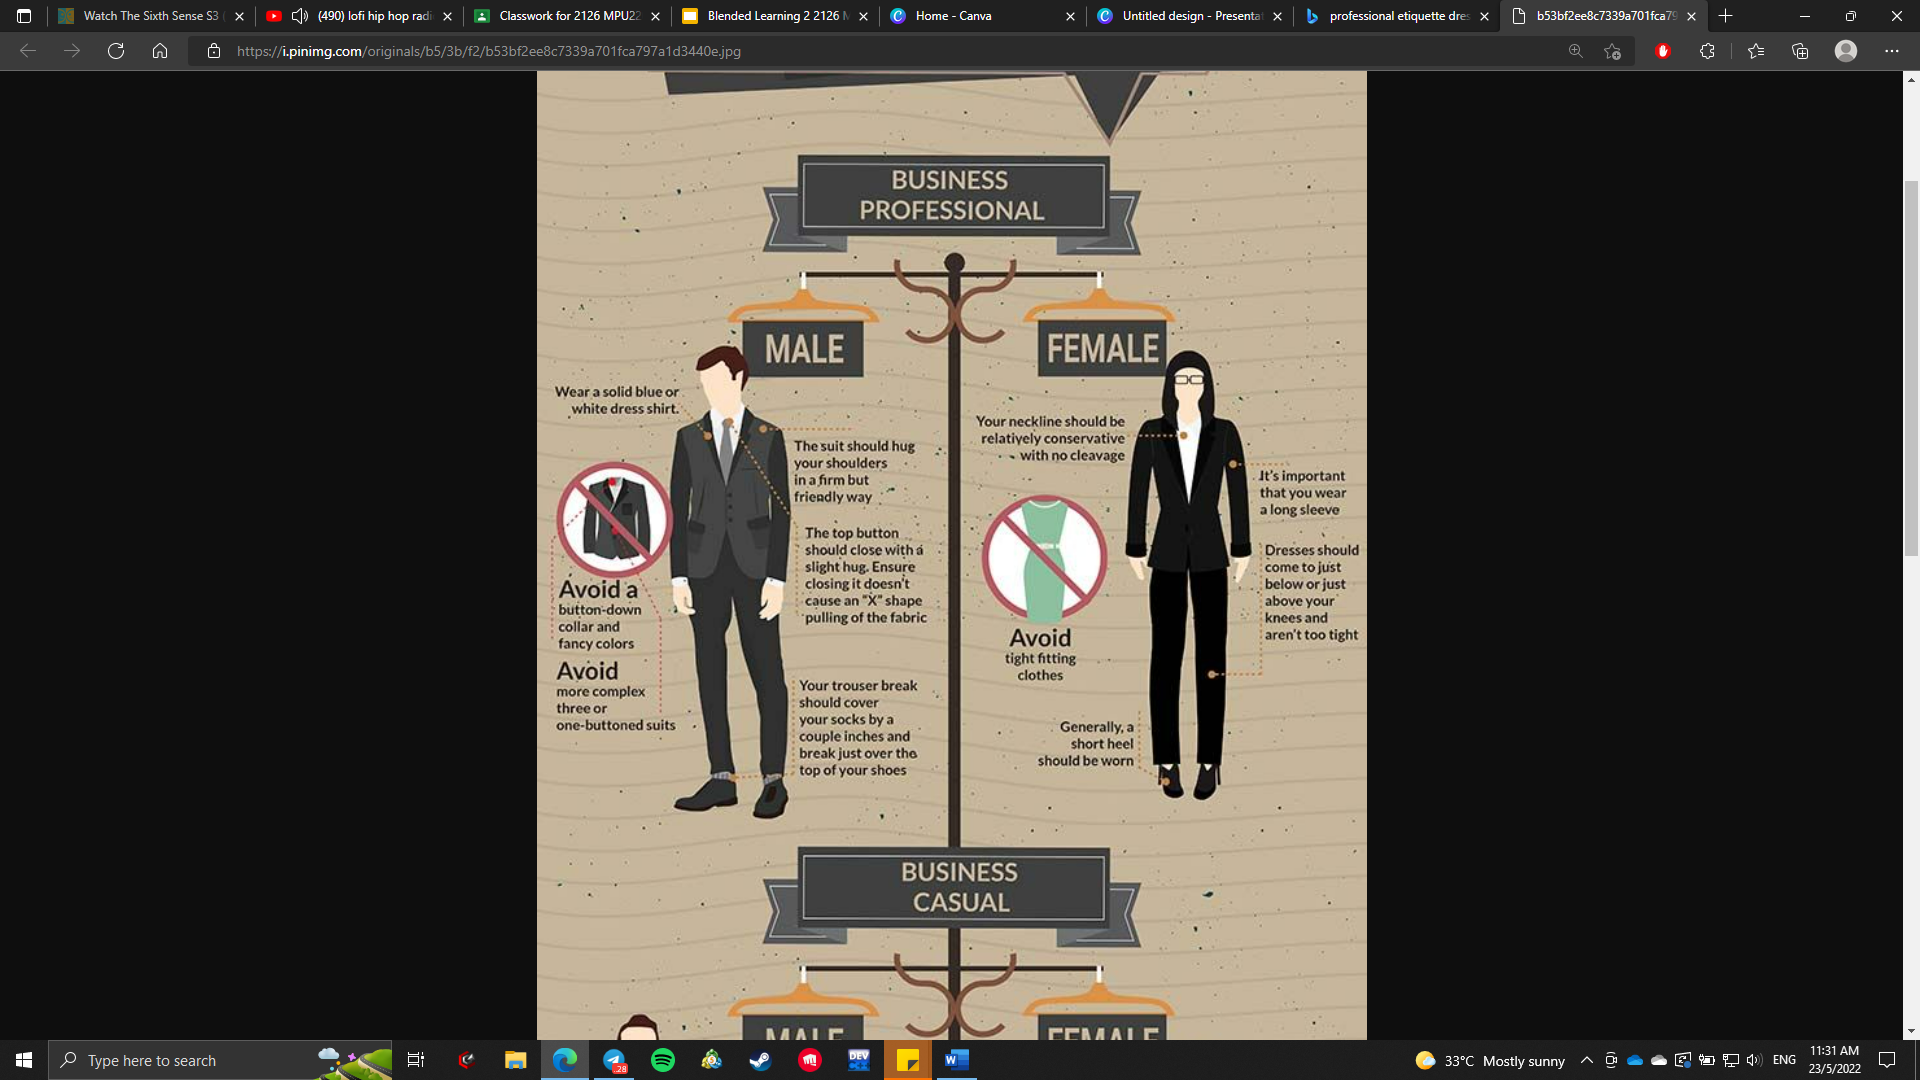 Watch The Sixth Sense S3
(490) lofi hip hop radi
Classwork for 2126 MPU22
Blended Learning 2 2126 M
Home - Canva
Untitled design - Presentat
professional etiquette dres
b53bf2ee8c7339a701fca79
https://i.pinimg.com/originals/b5/3b/f2/b53bf2ee8c7339a701fca797a1d3440e.jpg
BUSINESS
PROFESSIONAL
MALE
Wear a solid blue or
white dress shirt.
The suit should hug
your shoulders
in a firm but
friendly way
The top button
should close with a
slight hug. Ensure
closing it doesn't
cause an "X" shape
pulling of the fabric
Avoid a
button-down
collar and
fancy colors
Avoid
more complex
three or
one-buttoned suits
Your trouser break
should cover
your socks by a
couple inches and
break just over the
top of your shoes
FEMALE
Your neckline should be
relatively conservative
with no cleavage
It's important
that you wear
a long sleeve
Avoid
tight fitting
clothes
Dresses should
come to just
below or just
above your
knees and
aren't too tight
Generally, a
short heel
should be worn
BUSINESS
CASUAL
MALE
FEMALE
Type here to search
28
DEV
W
33°C Mostly sunny
ENG
11:31 AM
23/5/2022